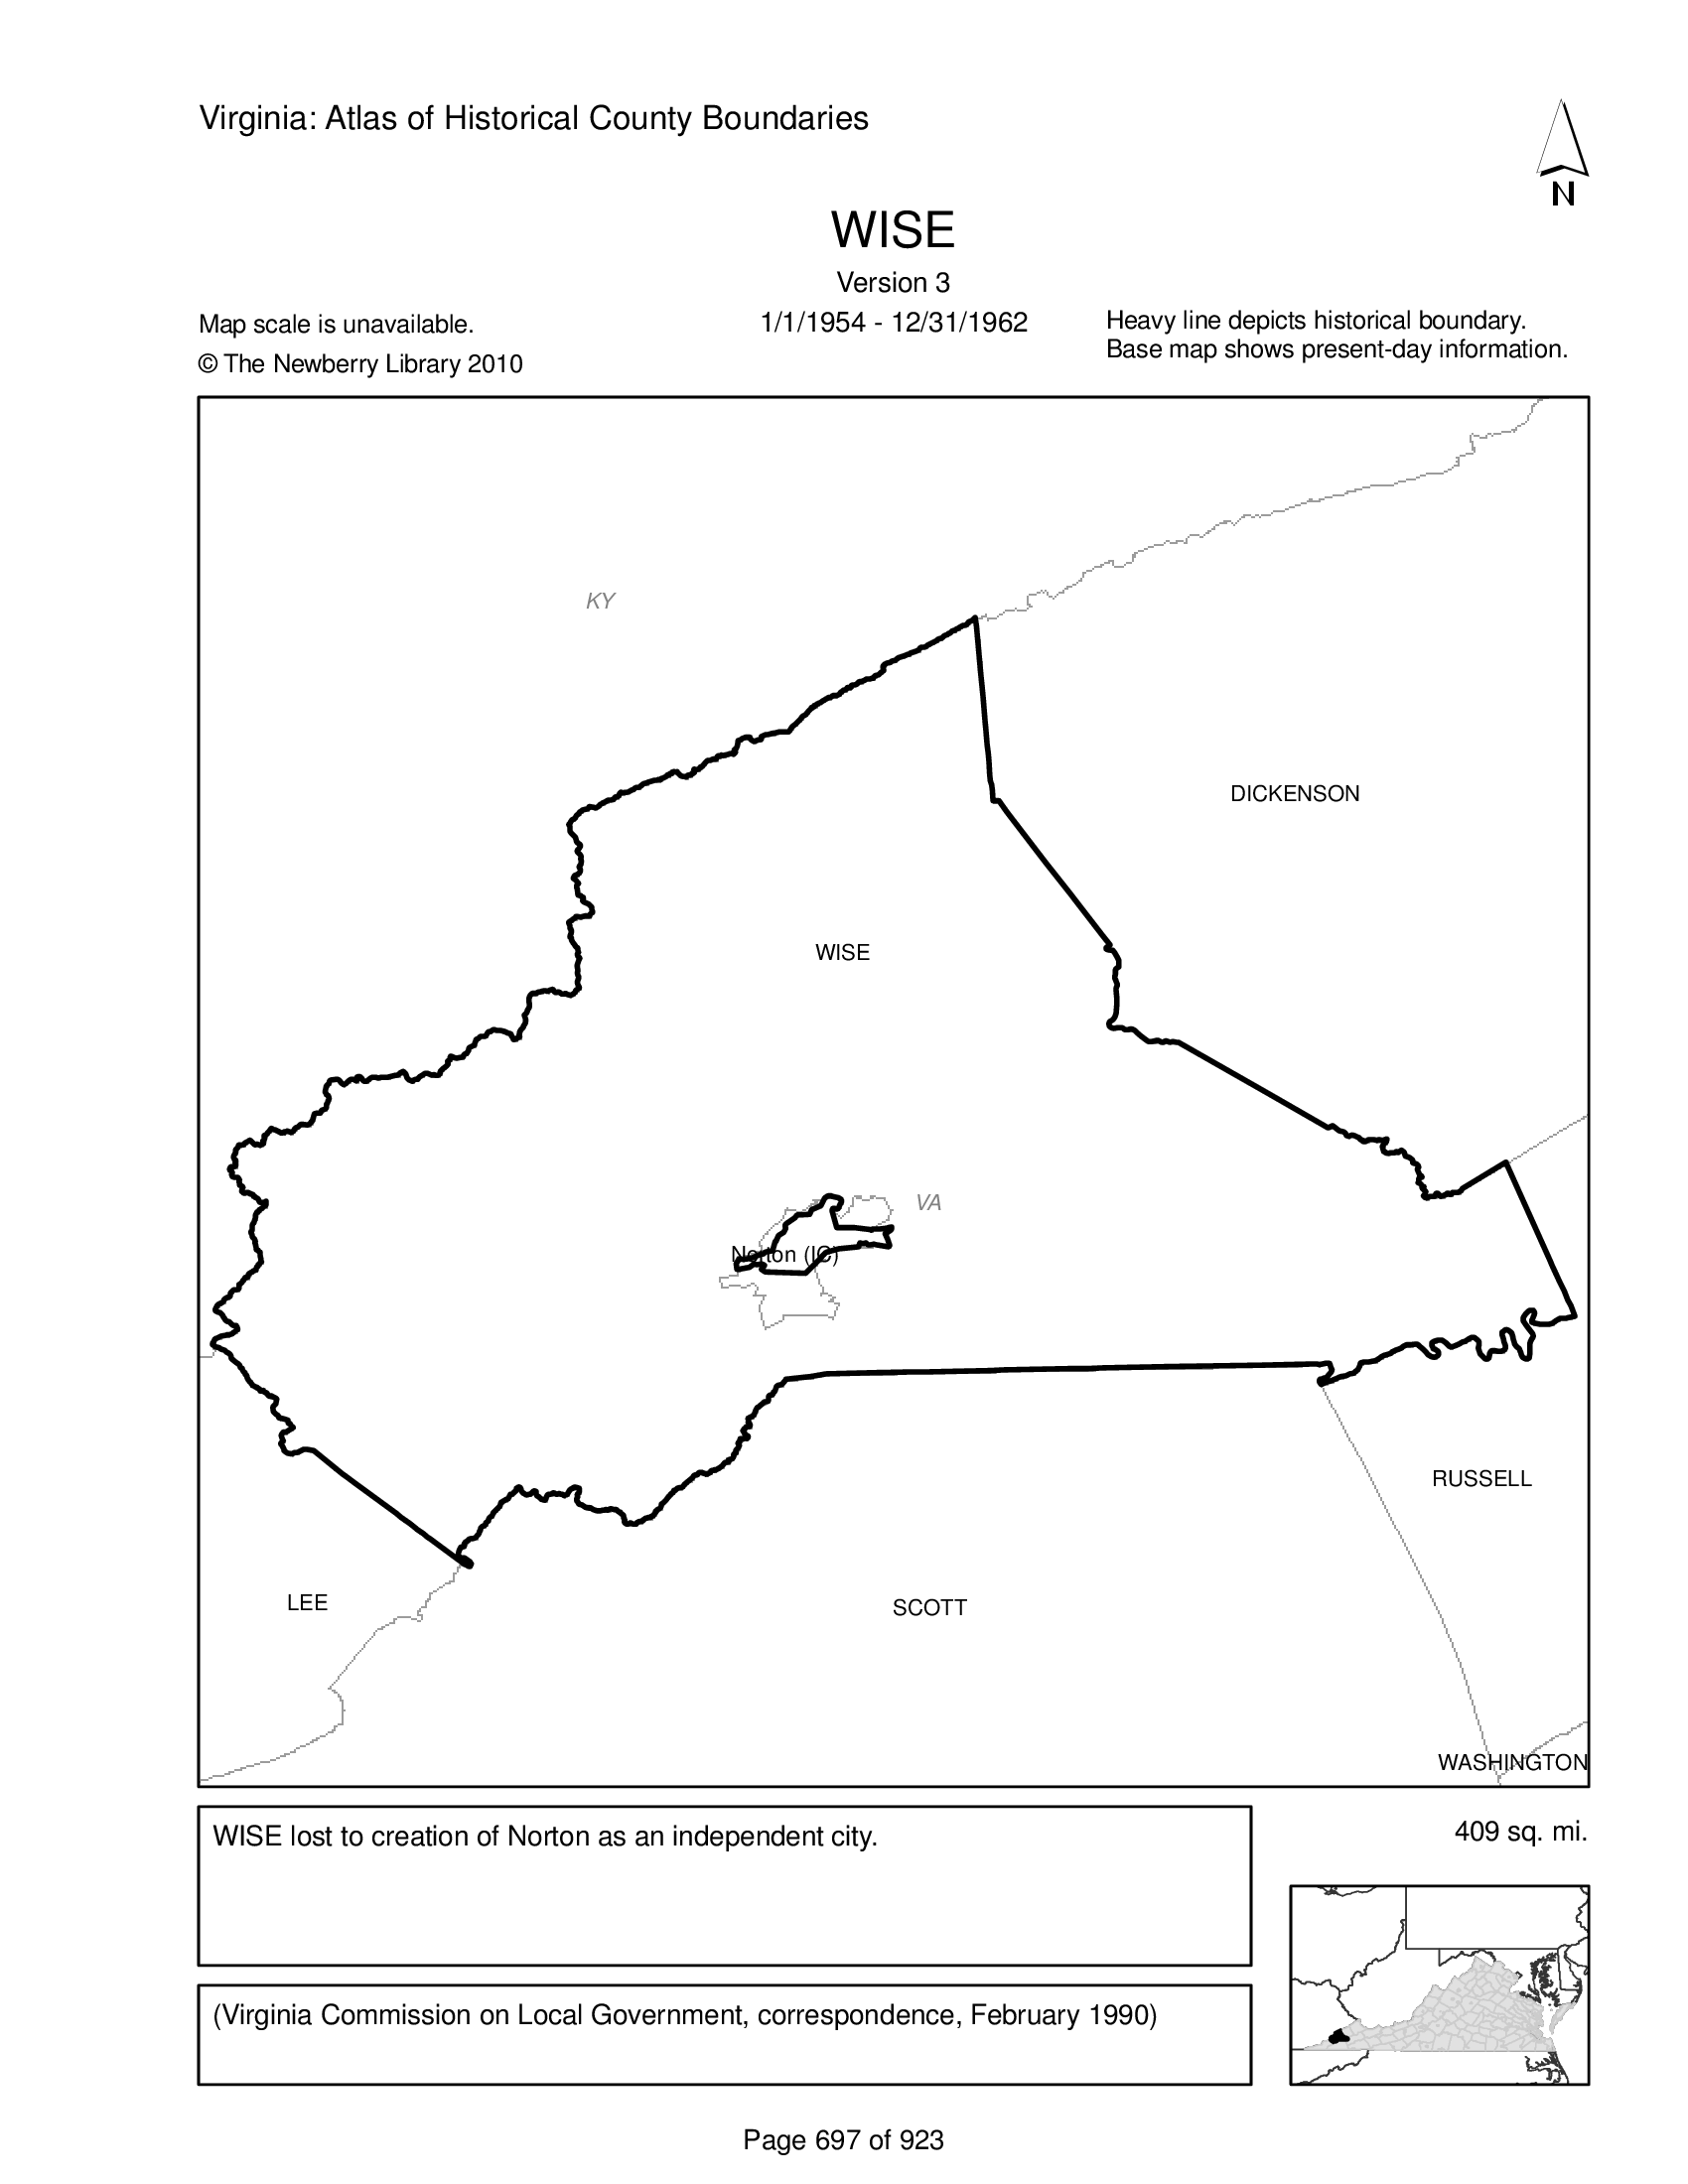 Virginia: Atlas of Historical County Boundaries
N
WISE
Version 3
1/1/1954 - 12/31/1962
Map scale is unavailable.
© The Newberry Library 2010
Heavy line depicts historical boundary.
Base map shows present-day information.
KY
DICKENSON
WISE
VA
Norton (IC)
RUSSELL
LEE
SCOTT
WASHINGTON
WISE lost to creation of Norton as an independent city.
409 sq. mi.
(Virginia Commission on Local Government, correspondence, February 1990)
Page 697 of 923